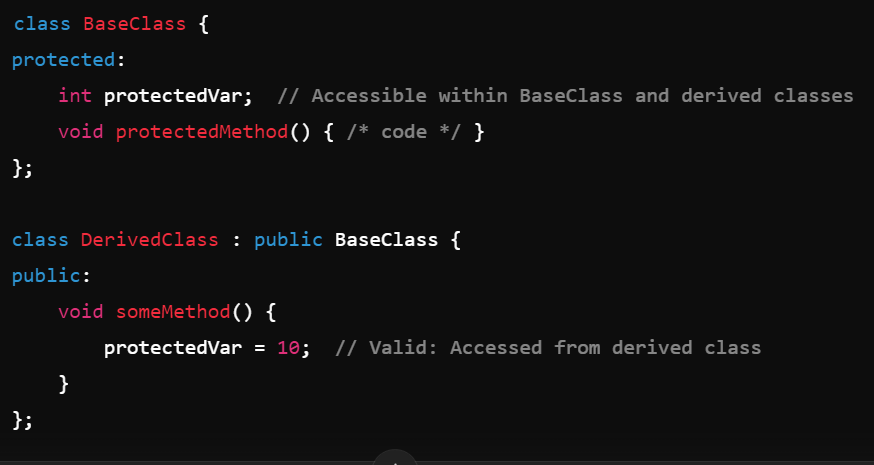 class BaseClass {
protected:
    int protectedVar;  // Accessible within BaseClass and derived classes
    void protectedMethod() { /* code */ }
};

class DerivedClass : public BaseClass {
public:
    void someMethod() {
        protectedVar = 10;  // Valid: Accessed from derived class
    }
};